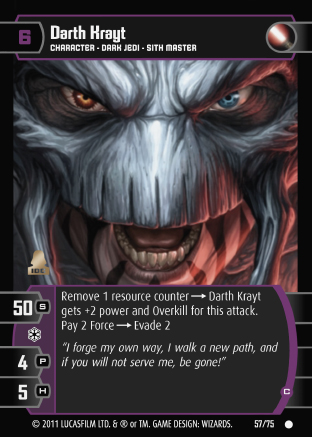 6
Darth Krayt
CHARACTER - DARK JEDI - SITH MASTER
IDC
50 S
Remove 1 resource counter → Darth Krayt
gets +2 power and Overkill for this attack.
Pay 2 Force → Evade 2
4 P
"I forge my own way, I walk a new path, and
if you will not serve me, be gone!"
5 H
C
© 2011 LUCASFILM LTD. & ® or TM. GAME DESIGN: WIZARDS. 57/75